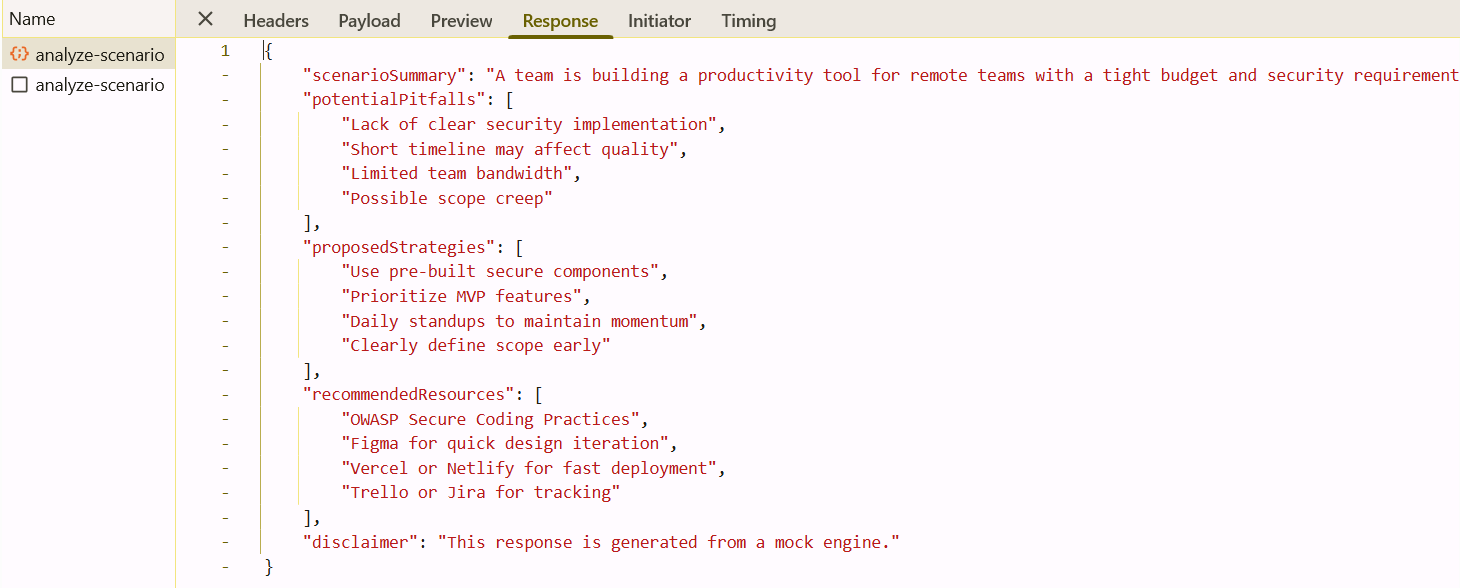 Name
Headers Payload Preview Response Initiator Timing
analyze-scenario
analyze-scenario
1 {
- "scenarioSummary": "A team is building a productivity tool for remote teams with a tight budget and security requirement
- "potentialPitfalls": [
- "Lack of clear security implementation",
- "Short timeline may affect quality",
- "Limited team bandwidth",
- "Possible scope creep"
- ],
- "proposedStrategies": [
- "Use pre-built secure components",
- "Prioritize MVP features",
- "Daily standups to maintain momentum",
- "Clearly define scope early"
- ],
- "recommendedResources": [
- "OWASP Secure Coding Practices",
- "Figma for quick design iteration",
- "Vercel or Netlify for fast deployment",
- "Trello or Jira for tracking"
- ],
- "disclaimer": "This response is generated from a mock engine."
- }